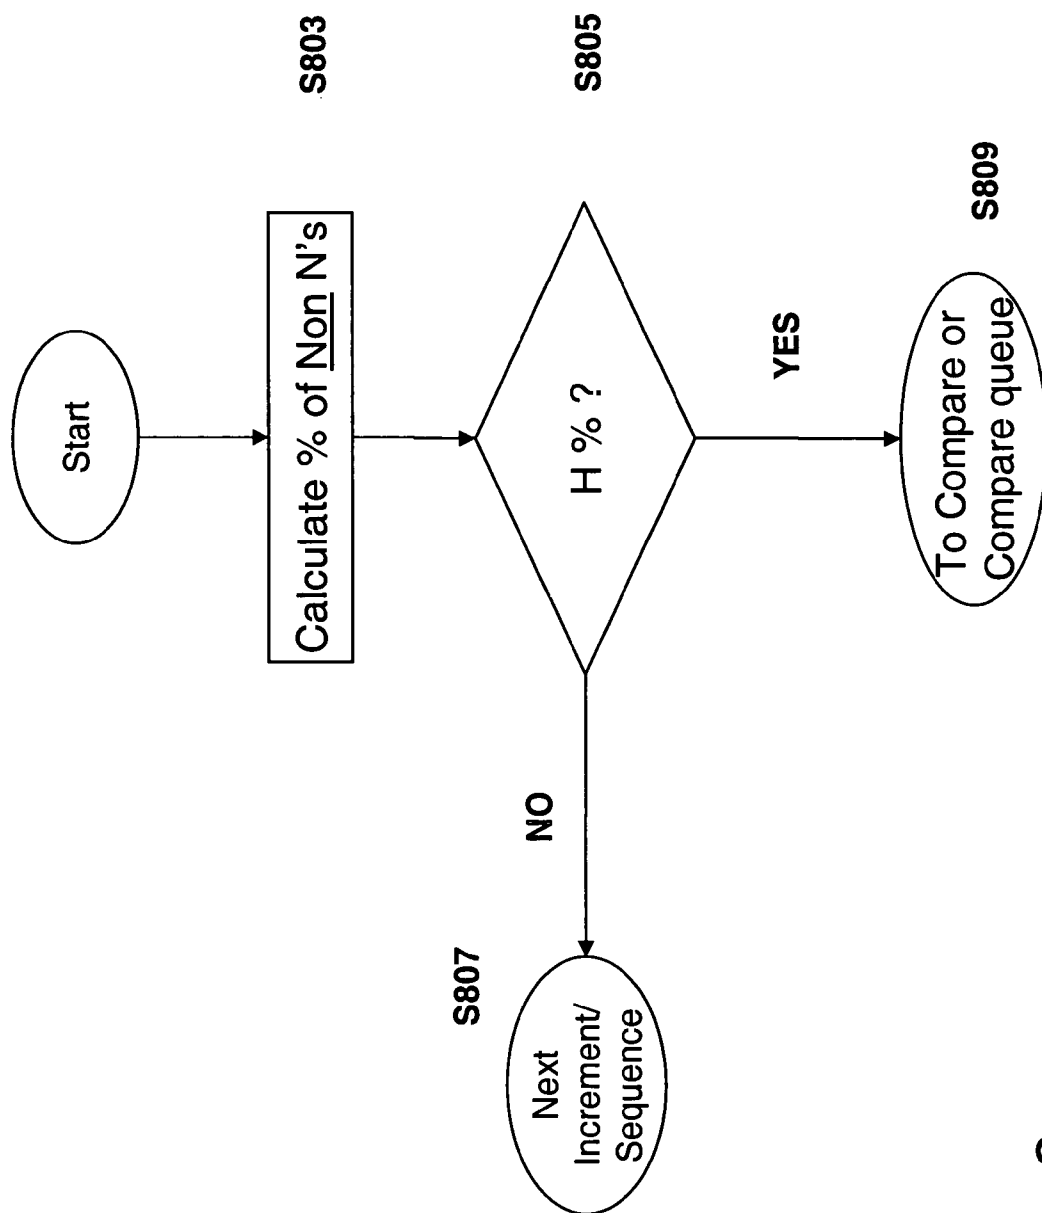 Start
Calculate % of Non N's
S803
H % ?
S805
NO
YES
S807
Next
Increment/
Sequence
To Compare or
Compare queue
S809